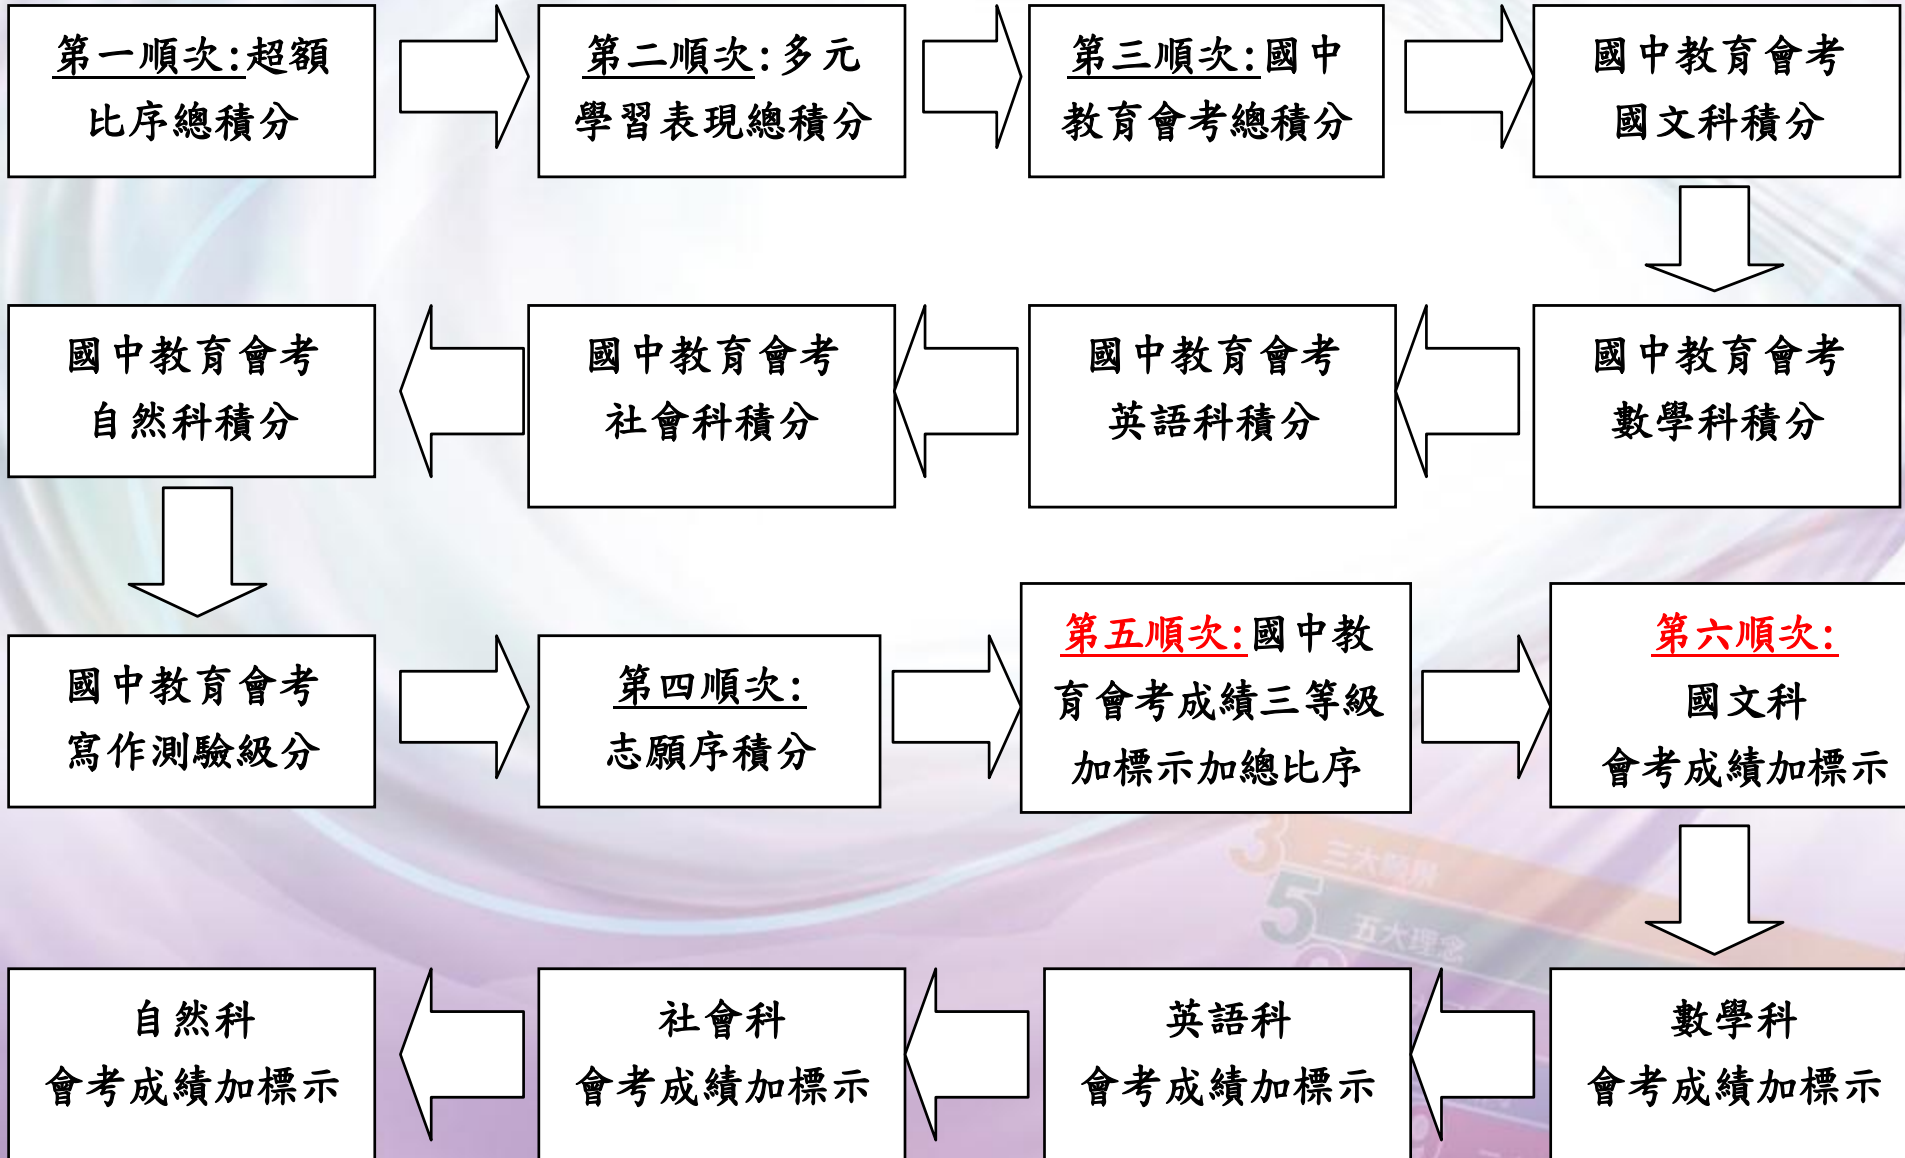 第一順次:超額
比序總積分
第二順次:多元
學習表現總積分
第三順次:國中
教育會考總積分
國中教育會考
國文科積分
國中教育會考
數學科積分
國中教育會考
英語科積分
國中教育會考
社會科積分
國中教育會考
自然科積分
國中教育會考
寫作測驗級分
第四順次:
志願序積分
第五順次:國中教
育會考成績三等級
加標示加總比序
第六順次:
國文科
會考成績加標示
數學科
會考成績加標示
英語科
會考成績加標示
社會科
會考成績加標示
自然科
會考成績加標示
3 三大願景
5 五大理念